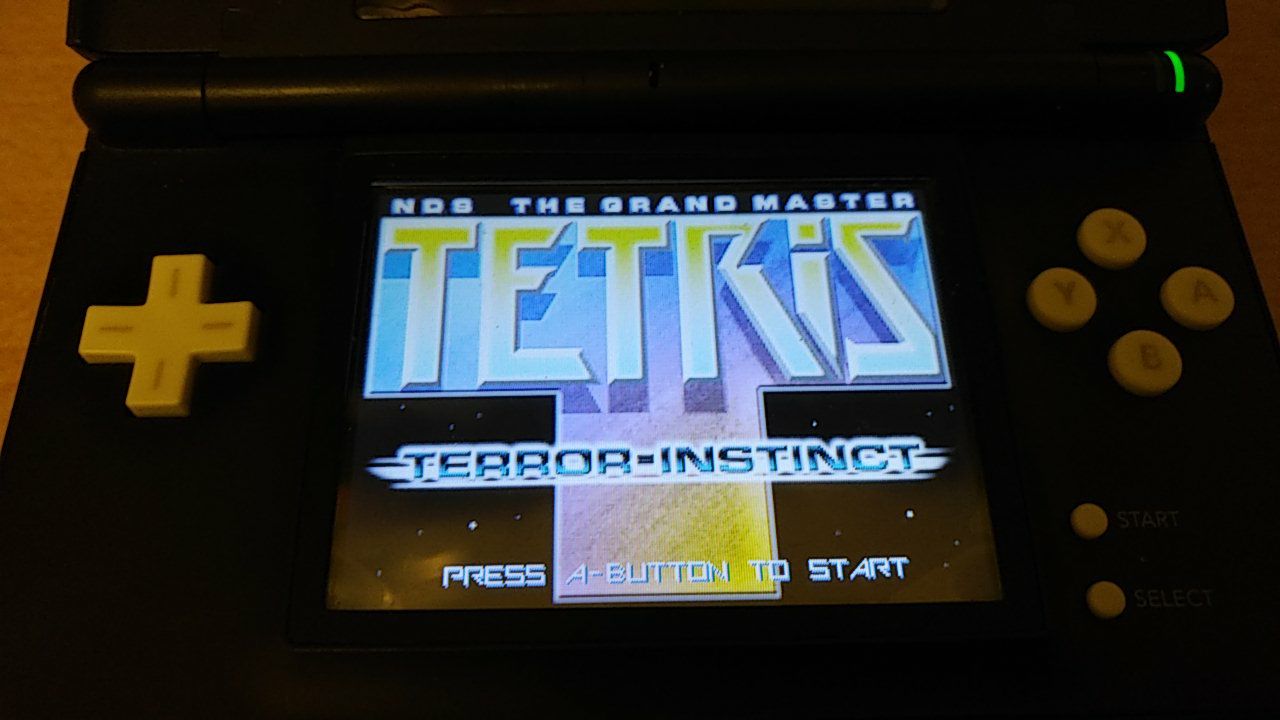 NDS THE GRAND MASTER
TETRiS
TERROR-INSTINCT
PRESS A-BUTTON TO START
X
Y
A
B
START
SELECT